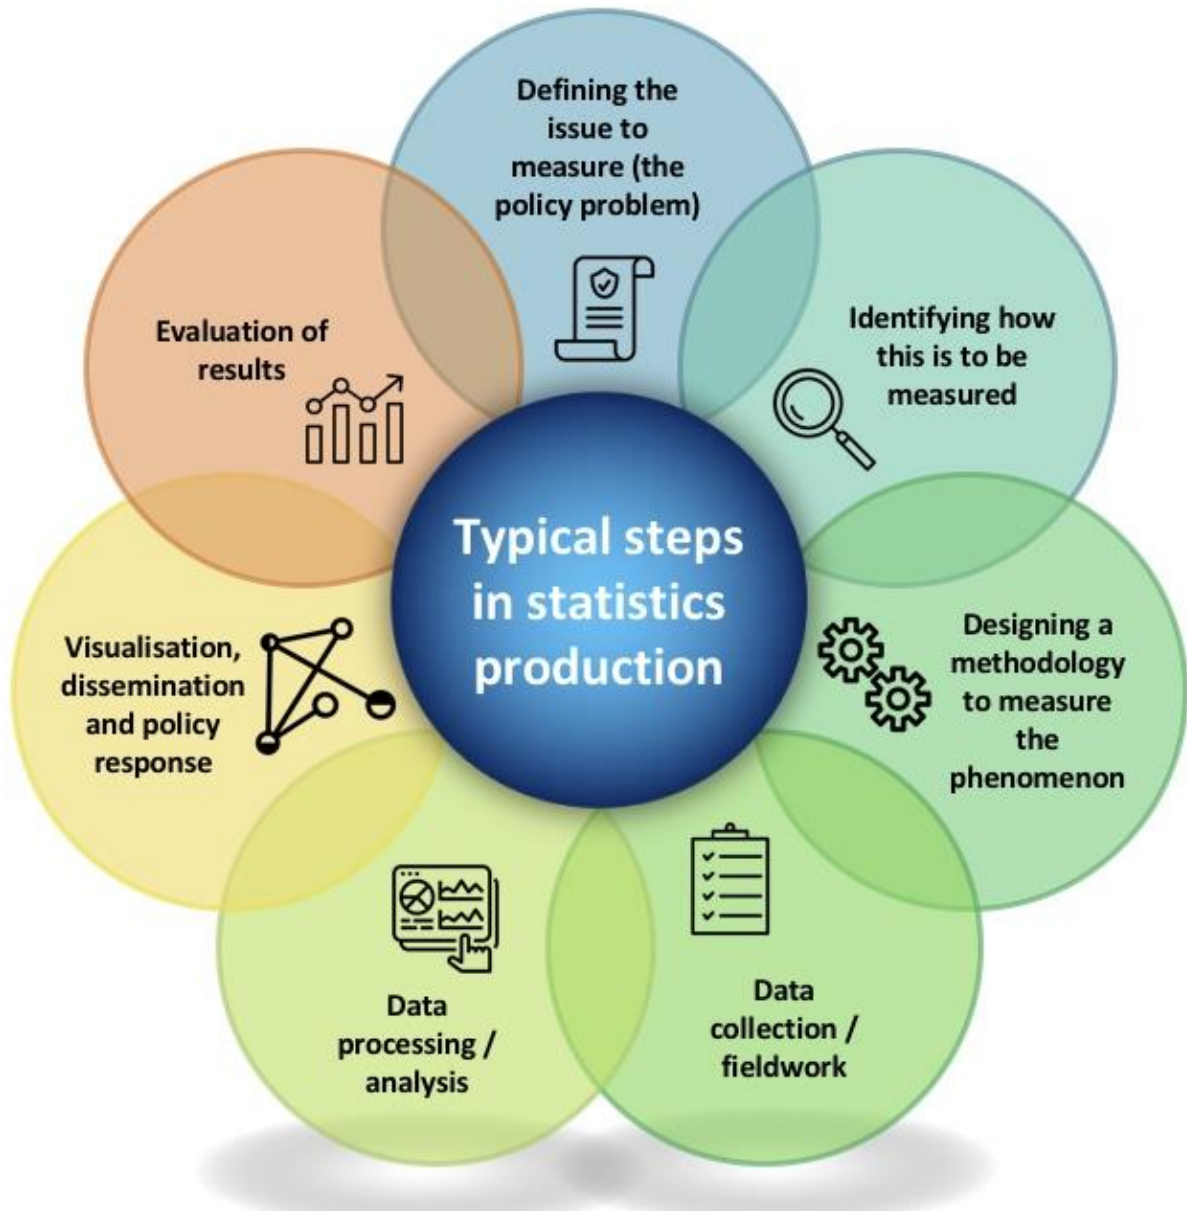 Defining the
issue to
measure (the
policy problem)
Identifying how
this is to be
measured
Designing a
methodology
to measure
the
phenomenon
Data
collection /
fieldwork
Data
processing /
analysis
Visualisation,
dissemination
and policy
response
Evaluation of
results
Typical steps
in statistics
production